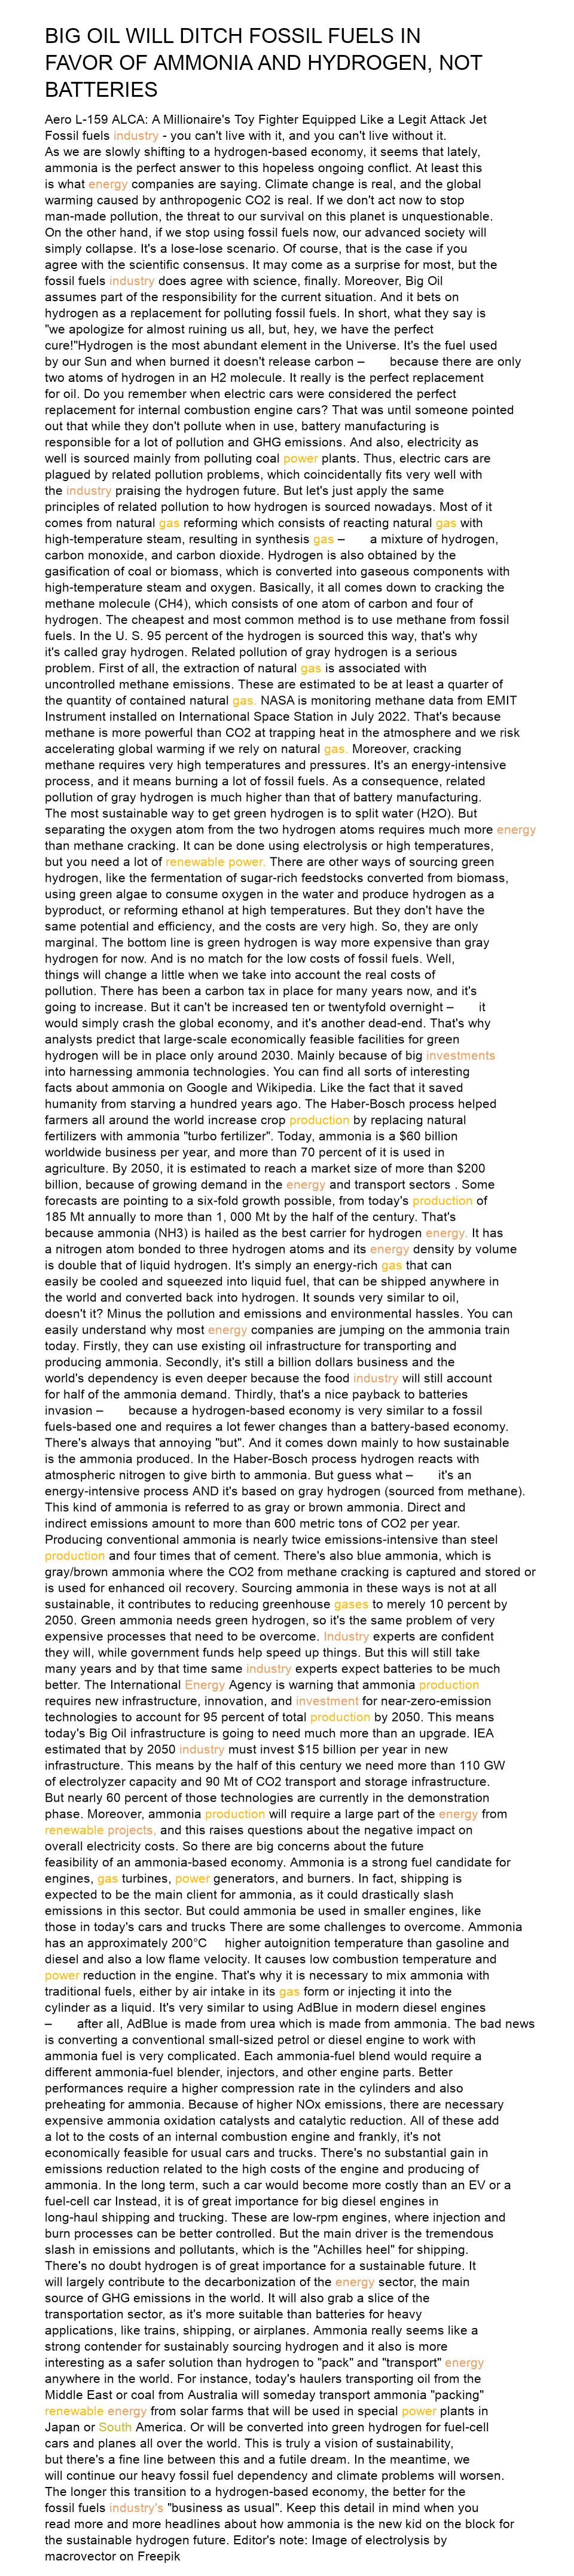 BIG OIL WILL DITCH FOSSIL FUELS IN
FAVOR OF AMMONIA AND HYDROGEN, NOT
BATTERIES
Aero L-159 ALCA: A Millionaire's Toy Fighter Equipped Like a Legit Attack Jet
Fossil fuels industry - you can't live with it, and you can't live without it.
As we are slowly shifting to a hydrogen-based economy, it seems that lately,
ammonia is the perfect answer to this hopeless ongoing conflict. At least this
is what energy companies are saying. Climate change is real, and the global
warming caused by anthropogenic CO2 is real. If we don't act now to stop
man-made pollution, the threat to our survival on this planet is unquestionable.
On the other hand, if we stop using fossil fuels now, our advanced society will
simply collapse. It's a lose-lose scenario. Of course, that is the case if you
agree with the scientific consensus. It may come as a surprise for most, but the
fossil fuels industry does agree with science, finally. Moreover, Big Oil
assumes part of the responsibility for the current situation. And it bets on
hydrogen as a replacement for polluting fossil fuels. In short, what they say is
"we apologize for almost ruining us all, but, hey, we have the perfect
cure!"Hydrogen is the most abundant element in the Universe. It's the fuel used
by our Sun and when burned it doesn't release carbon – because there are only
two atoms of hydrogen in an H2 molecule. It really is the perfect replacement
for oil. Do you remember when electric cars were considered the perfect
replacement for internal combustion engine cars? That was until someone pointed
out that while they don't pollute when in use, battery manufacturing is
responsible for a lot of pollution and GHG emissions. And also, electricity as
well is sourced mainly from polluting coal power plants. Thus, electric cars are
plagued by related pollution problems, which coincidentally fits very well with
the industry praising the hydrogen future. But let's just apply the same
principles of related pollution to how hydrogen is sourced nowadays. Most of it
comes from natural gas reforming which consists of reacting natural gas with
high-temperature steam, resulting in synthesis gas – a mixture of hydrogen,
carbon monoxide, and carbon dioxide. Hydrogen is also obtained by the
gasification of coal or biomass, which is converted into gaseous components with
high-temperature steam and oxygen. Basically, it all comes down to cracking the
methane molecule (CH4), which consists of one atom of carbon and four of
hydrogen. The cheapest and most common method is to use methane from fossil
fuels. In the U. S. 95 percent of the hydrogen is sourced this way, that's why
it's called gray hydrogen. Related pollution of gray hydrogen is a serious
problem. First of all, the extraction of natural gas is associated with
uncontrolled methane emissions. These are estimated to be at least a quarter of
the quantity of contained natural gas. NASA is monitoring methane data from EMIT
Instrument installed on International Space Station in July 2022. That's because
methane is more powerful than CO2 at trapping heat in the atmosphere and we risk
accelerating global warming if we rely on natural gas. Moreover, cracking
methane requires very high temperatures and pressures. It's an energy-intensive
process, and it means burning a lot of fossil fuels. As a consequence, related
pollution of gray hydrogen is much higher than that of battery manufacturing.
The most sustainable way to get green hydrogen is to split water (H2O). But
separating the oxygen atom from the two hydrogen atoms requires much more energy
than methane cracking. It can be done using electrolysis or high temperatures,
but you need a lot of renewable power. There are other ways of sourcing green
hydrogen, like the fermentation of sugar-rich feedstocks converted from biomass,
using green algae to consume oxygen in the water and produce hydrogen as a
byproduct, or reforming ethanol at high temperatures. But they don't have the
same potential and efficiency, and the costs are very high. So, they are only
marginal. The bottom line is green hydrogen is way more expensive than gray
hydrogen for now. And is no match for the low costs of fossil fuels. Well,
things will change a little when we take into account the real costs of
pollution. There has been a carbon tax in place for many years now, and it's
going to increase. But it can't be increased ten or twentyfold overnight – it
would simply crash the global economy, and it's another dead-end. That's why
analysts predict that large-scale economically feasible facilities for green
hydrogen will be in place only around 2030. Mainly because of big investments
into harnessing ammonia technologies. You can find all sorts of interesting
facts about ammonia on Google and Wikipedia. Like the fact that it saved
humanity from starving a hundred years ago. The Haber-Bosch process helped
farmers all around the world increase crop production by replacing natural
fertilizers with ammonia "turbo fertilizer". Today, ammonia is a $60 billion
worldwide business per year, and more than 70 percent of it is used in
agriculture. By 2050, it is estimated to reach a market size of more than $200
billion, because of growing demand in the energy and transport sectors . Some
forecasts are pointing to a six-fold growth possible, from today's production of
185 Mt annually to more than 1, 000 Mt by the half of the century. That's
because ammonia (NH3) is hailed as the best carrier for hydrogen energy. It has
a nitrogen atom bonded to three hydrogen atoms and its energy density by volume
is double that of liquid hydrogen. It's simply an energy-rich gas that can
easily be cooled and squeezed into liquid fuel, that can be shipped anywhere in
the world and converted back into hydrogen. It sounds very similar to oil,
doesn't it? Minus the pollution and emissions and environmental hassles. You can
easily understand why most energy companies are jumping on the ammonia train
today. Firstly, they can use existing oil infrastructure for transporting and
producing ammonia. Secondly, it's still a billion dollars business and the
world's dependency is even deeper because the food industry will still account
for half of the ammonia demand. Thirdly, that's a nice payback to batteries
invasion – because a hydrogen-based economy is very similar to a fossil
fuels-based one and requires a lot fewer changes than a battery-based economy.
There's always that annoying "but". And it comes down mainly to how sustainable
is the ammonia produced. In the Haber-Bosch process hydrogen reacts with
atmospheric nitrogen to give birth to ammonia. But guess what – it's an
energy-intensive process AND it's based on gray hydrogen (sourced from methane).
This kind of ammonia is referred to as gray or brown ammonia. Direct and
indirect emissions amount to more than 600 metric tons of CO2 per year.
Producing conventional ammonia is nearly twice emissions-intensive than steel
production and four times that of cement. There's also blue ammonia, which is
gray/brown ammonia where the CO2 from methane cracking is captured and stored or
is used for enhanced oil recovery. Sourcing ammonia in these ways is not at all
sustainable, it contributes to reducing greenhouse gases to merely 10 percent by
2050. Green ammonia needs green hydrogen, so it's the same problem of very
expensive processes that need to be overcome. Industry experts are confident
they will, while government funds help speed up things. But this will still take
many years and by that time same industry experts expect batteries to be much
better. The International Energy Agency is warning that ammonia production
requires new infrastructure, innovation, and investment for near-zero-emission
technologies to account for 95 percent of total production by 2050. This means
today's Big Oil infrastructure is going to need much more than an upgrade. IEA
estimated that by 2050 industry must invest $15 billion per year in new
infrastructure. This means by the half of this century we need more than 110 GW
of electrolyzer capacity and 90 Mt of CO2 transport and storage infrastructure.
But nearly 60 percent of those technologies are currently in the demonstration
phase. Moreover, ammonia production will require a large part of the energy from
renewable projects, and this raises questions about the negative impact on
overall electricity costs. So there are big concerns about the future
feasibility of an ammonia-based economy. Ammonia is a strong fuel candidate for
engines, gas turbines, power generators, and burners. In fact, shipping is
expected to be the main client for ammonia, as it could drastically slash
emissions in this sector. But could ammonia be used in smaller engines, like
those in today's cars and trucks There are some challenges to overcome. Ammonia
has an approximately 200°C higher autoignition temperature than gasoline and
diesel and also a low flame velocity. It causes low combustion temperature and
power reduction in the engine. That's why it is necessary to mix ammonia with
traditional fuels, either by air intake in its gas form or injecting it into the
cylinder as a liquid. It's very similar to using AdBlue in modern diesel engines
– after all, AdBlue is made from urea which is made from ammonia. The bad news
is converting a conventional small-sized petrol or diesel engine to work with
ammonia fuel is very complicated. Each ammonia-fuel blend would require a
different ammonia-fuel blender, injectors, and other engine parts. Better
performances require a higher compression rate in the cylinders and also
preheating for ammonia. Because of higher NOx emissions, there are necessary
expensive ammonia oxidation catalysts and catalytic reduction. All of these add
a lot to the costs of an internal combustion engine and frankly, it's not
economically feasible for usual cars and trucks. There's no substantial gain in
emissions reduction related to the high costs of the engine and producing of
ammonia. In the long term, such a car would become more costly than an EV or a
fuel-cell car Instead, it is of great importance for big diesel engines in
long-haul shipping and trucking. These are low-rpm engines, where injection and
burn processes can be better controlled. But the main driver is the tremendous
slash in emissions and pollutants, which is the "Achilles heel" for shipping.
There's no doubt hydrogen is of great importance for a sustainable future. It
will largely contribute to the decarbonization of the energy sector, the main
source of GHG emissions in the world. It will also grab a slice of the
transportation sector, as it's more suitable than batteries for heavy
applications, like trains, shipping, or airplanes. Ammonia really seems like a
strong contender for sustainably sourcing hydrogen and it also is more
interesting as a safer solution than hydrogen to "pack" and "transport" energy
anywhere in the world. For instance, today's haulers transporting oil from the
Middle East or coal from Australia will someday transport ammonia "packing"
renewable energy from solar farms that will be used in special power plants in
Japan or South America. Or will be converted into green hydrogen for fuel-cell
cars and planes all over the world. This is truly a vision of sustainability,
but there's a fine line between this and a futile dream. In the meantime, we
will continue our heavy fossil fuel dependency and climate problems will worsen.
The longer this transition to a hydrogen-based economy, the better for the
fossil fuels industry's "business as usual". Keep this detail in mind when you
read more and more headlines about how ammonia is the new kid on the block for
the sustainable hydrogen future. Editor's note: Image of electrolysis by
macrovector on Freepik